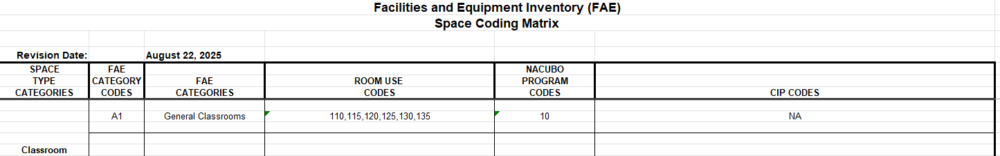 Facilities and Equipment Inventory (FAE)
Space Coding Matrix
Revision Date: August 22, 2025
SPACE TYPE CATEGORIES
FAE CATEGORY CODES
FAE CATEGORIES
ROOM USE CODES
NACUBO PROGRAM CODES
CIP CODES
A1 General Classrooms 110,115,120,125,130,135 10 NA
Classroom